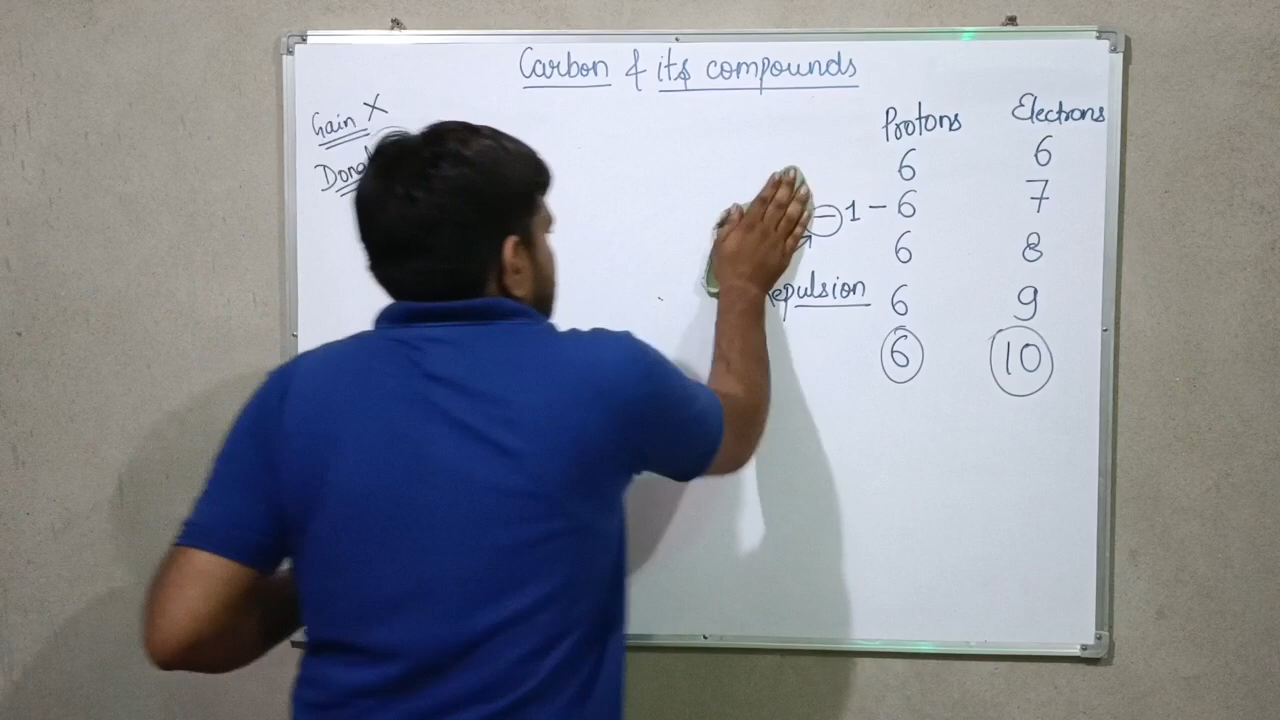 Carbon & its compounds
Gain X
Protons Electrons
6 6
1 - 6 7
6 8
6 9
6 10